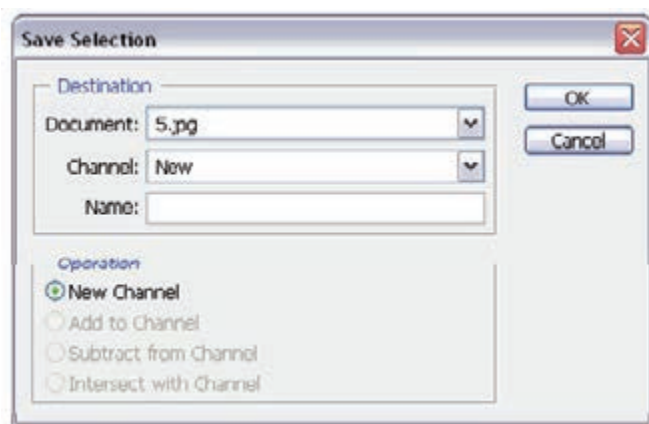 Save Selection
Destination
Document: 5.jpg
Channel: New
Name:
OK
Cancel
Operation
New Channel
Add to Channel
Subtract from Channel
Intersect with Channel